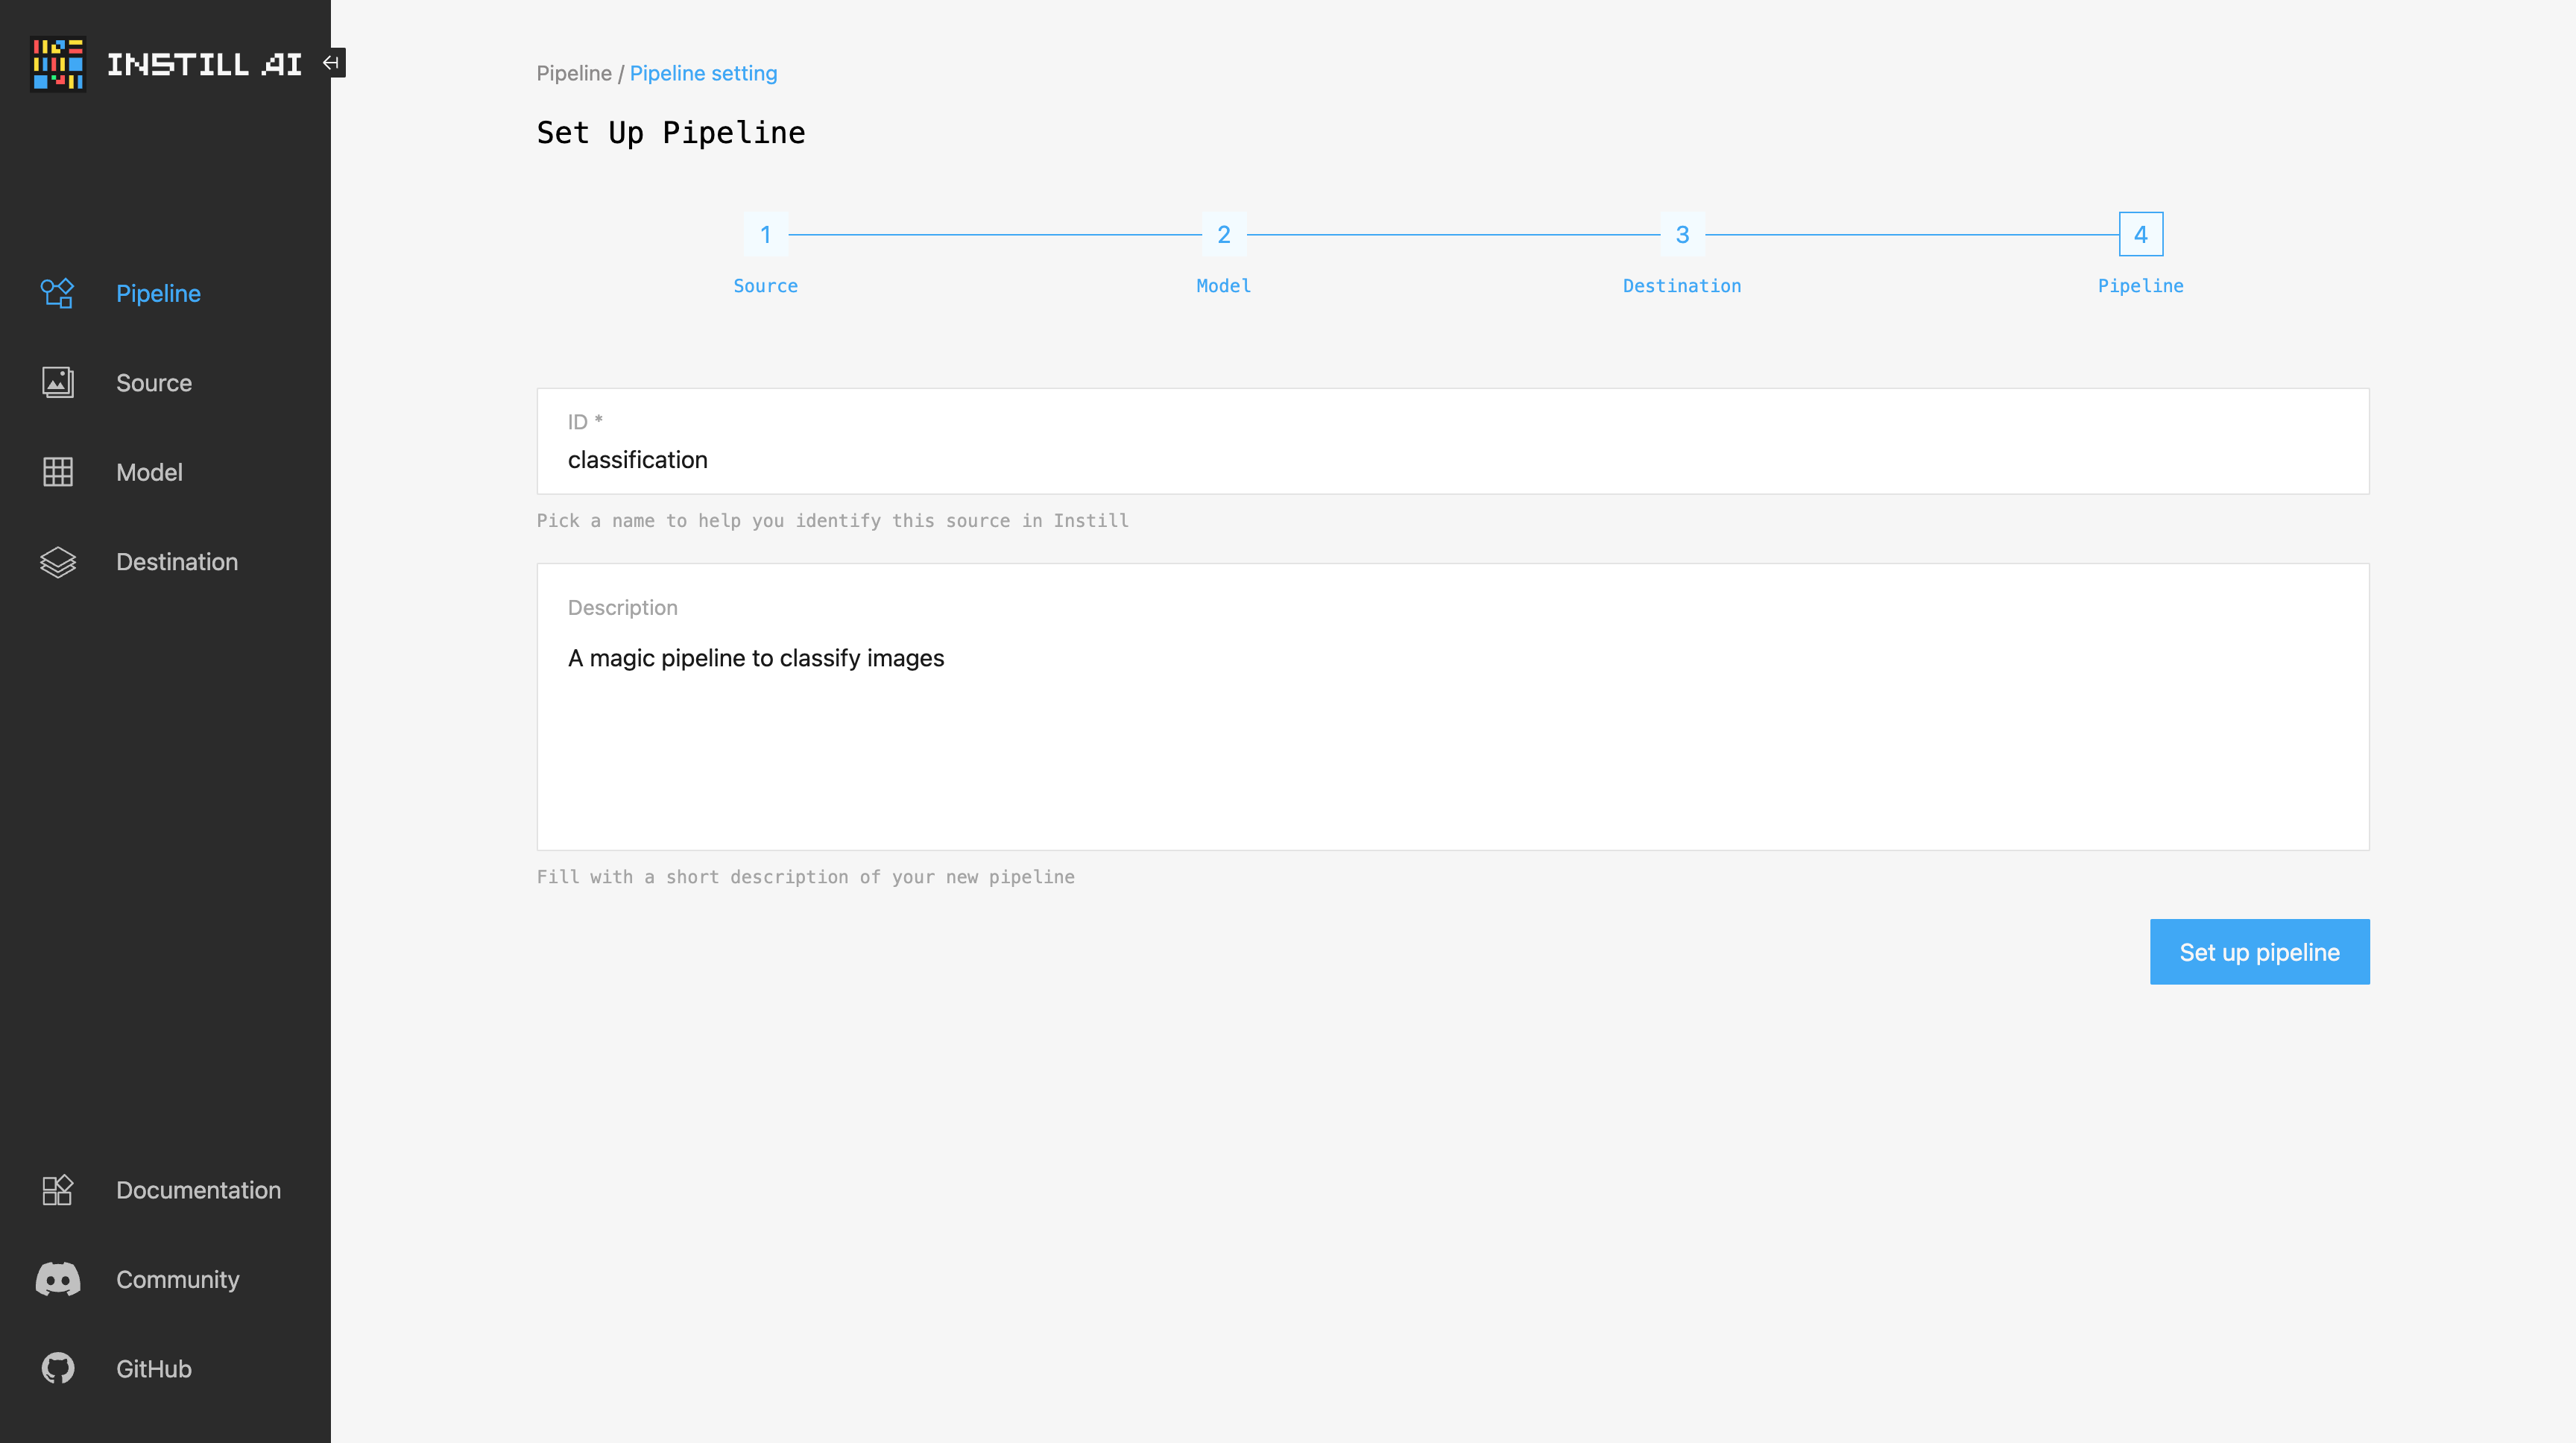 INSTILL AI
Pipeline
Source
Model
Destination
Documentation
Community
GitHub
Pipeline / Pipeline setting
Set Up Pipeline
1 2 3 4
Source Model Destination Pipeline
ID *
classification
Pick a name to help you identify this source in Instill
Description
A magic pipeline to classify images
Fill with a short description of your new pipeline
Set up pipeline